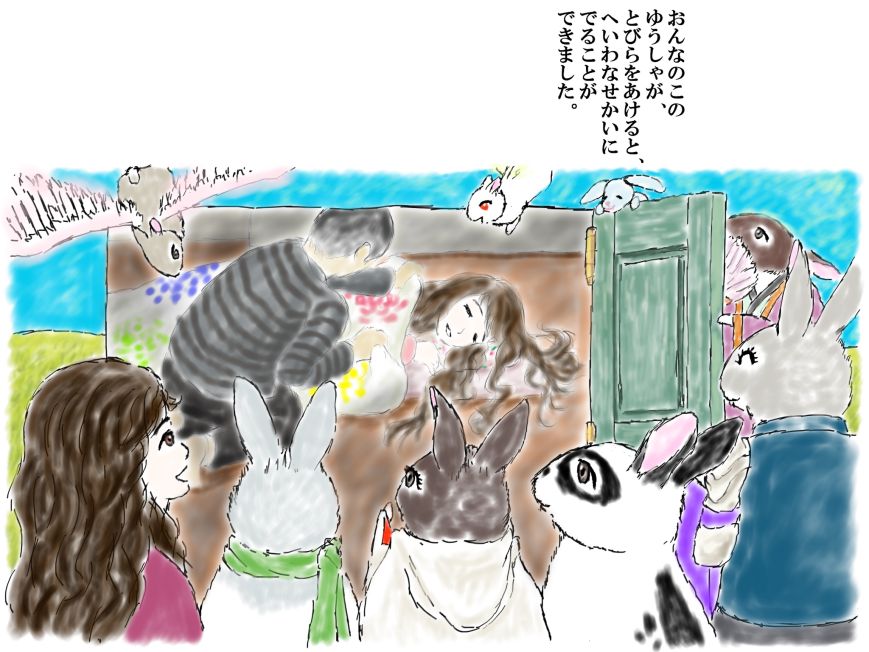 おんなのこの
ゆうしゃが、
とびらをあけると、
へいわなせかいに
でることが
できました。